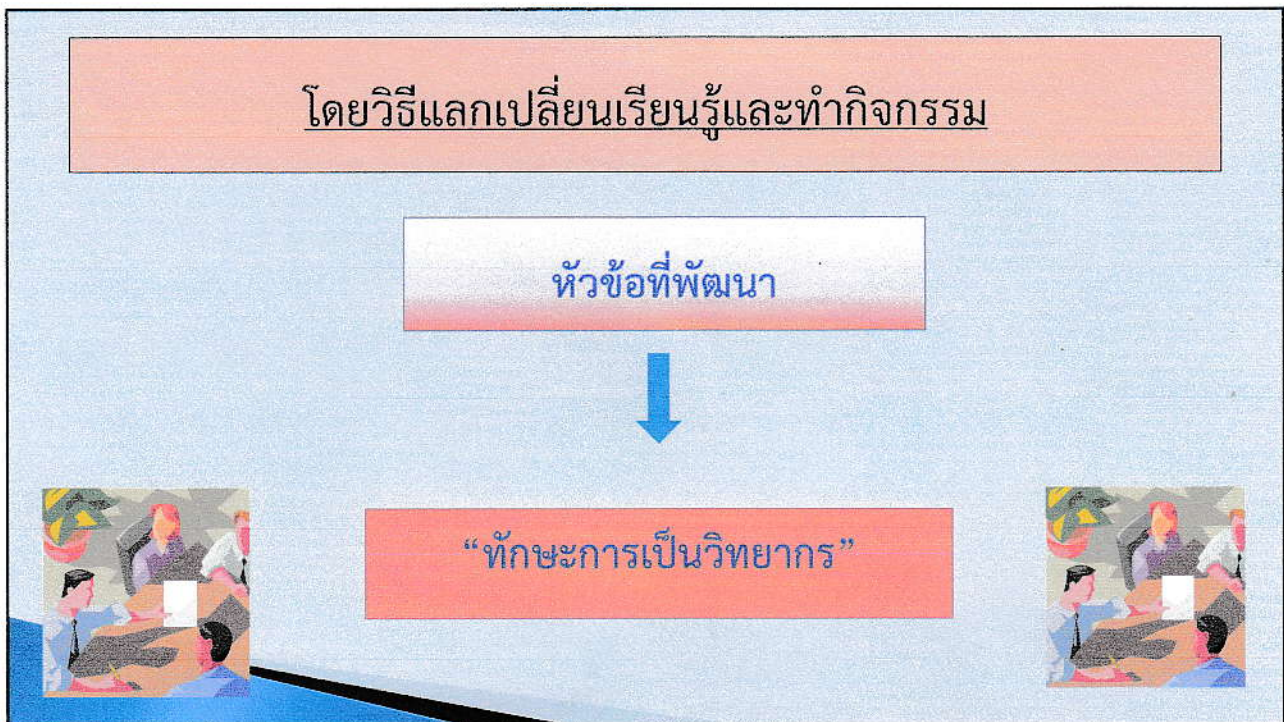 โดยวิธีแลกเปลี่ยนเรียนรู้และทำกิจกรรม
หัวข้อที่พัฒนา
“ทักษะการเป็นวิทยากร”